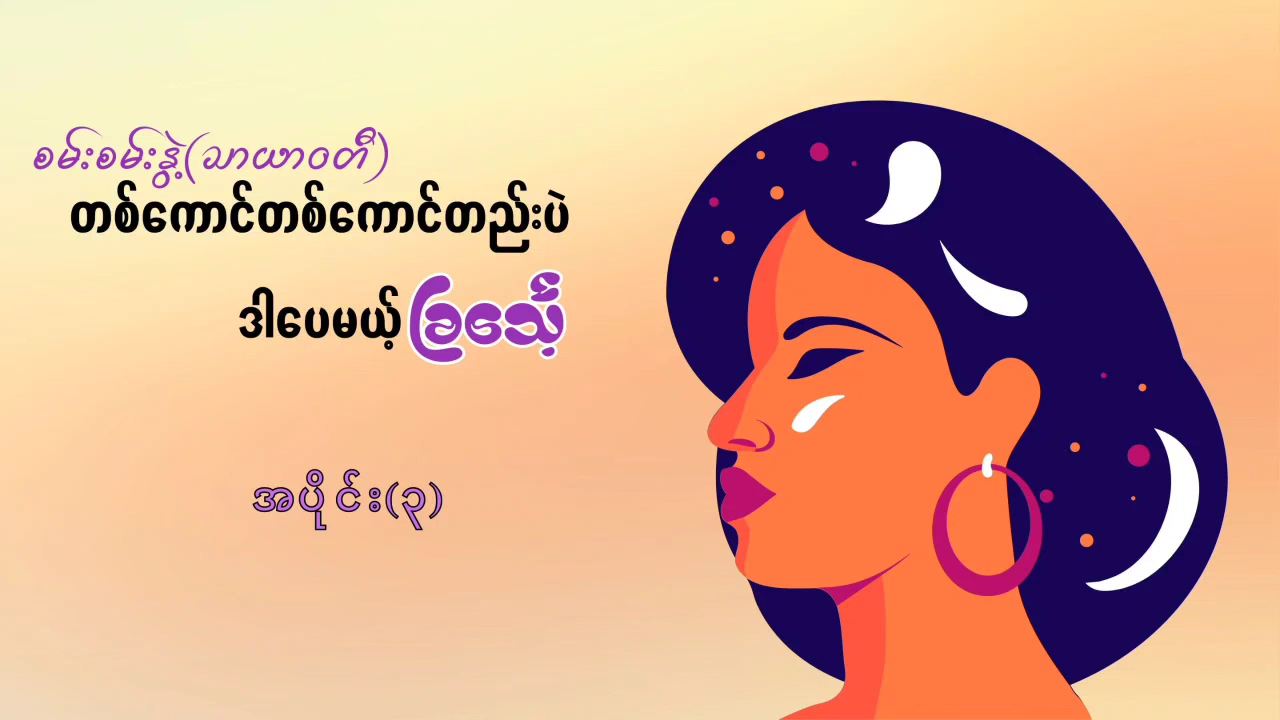 စမ်းစမ်းနွဲ့(သာယာဝတီ)
တစ်ကောင်တစ်ကောင်တည်းပဲ
ဒါပေမယ့် ခြင်္သေ့
အပိုင်း(၃)